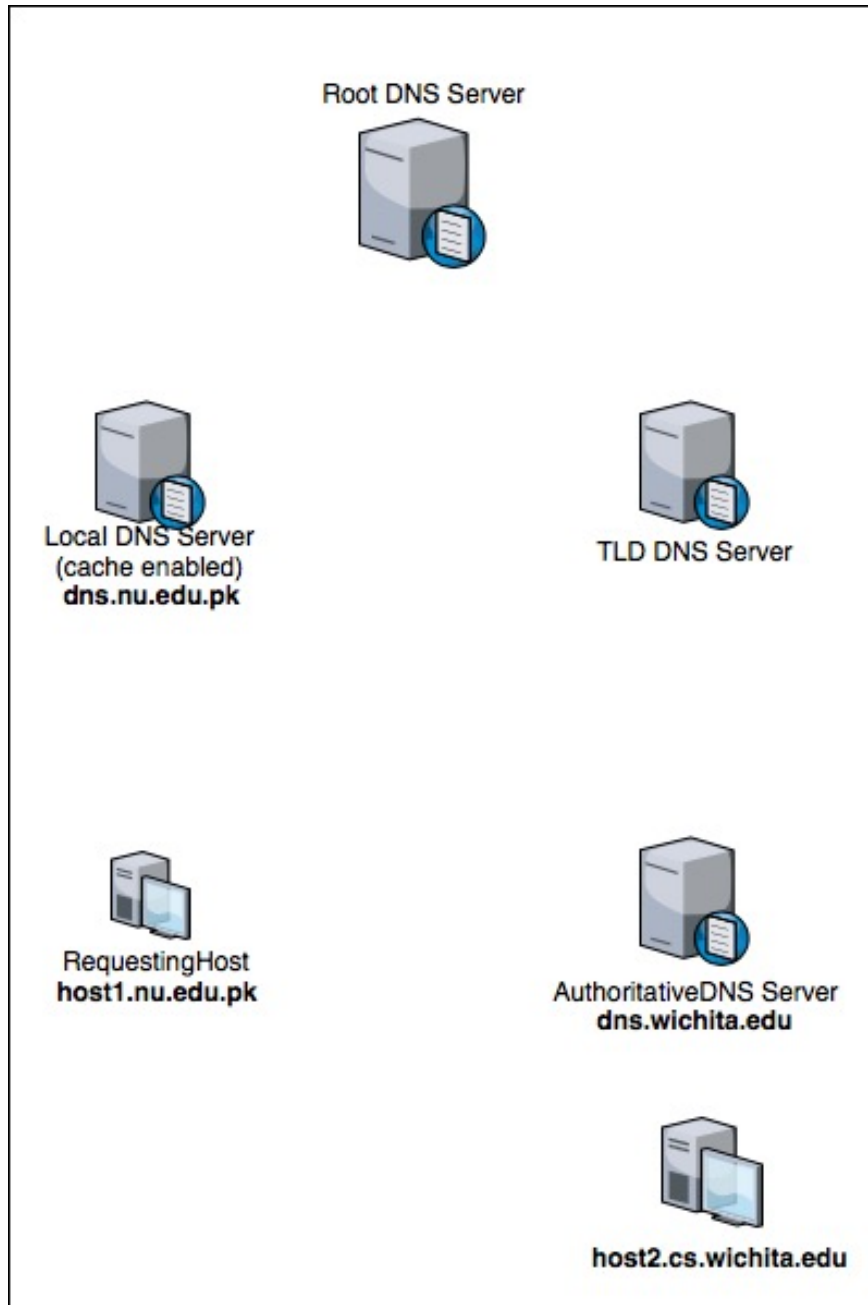 Root DNS Server
Local DNS Server
(cache enabled)
dns.nu.edu.pk
TLD DNS Server
RequestingHost
host1.nu.edu.pk
AuthoritativeDNS Server
dns.wichita.edu
host2.cs.wichita.edu